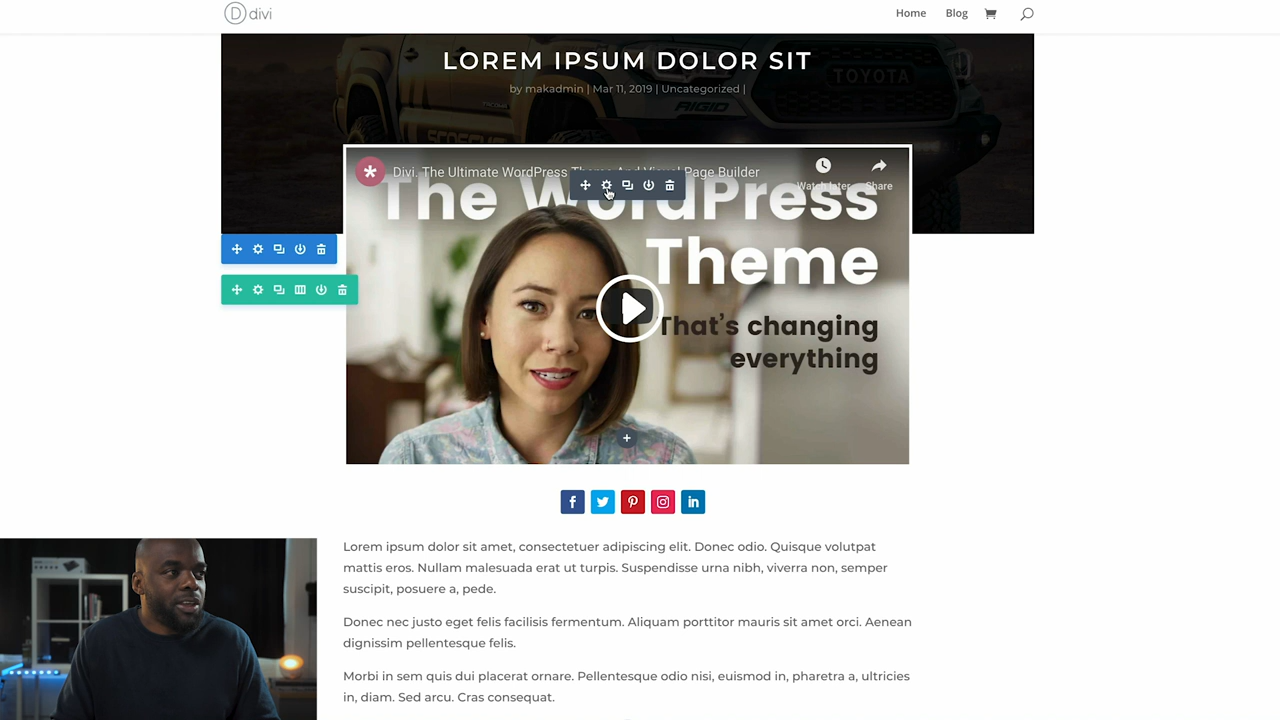 D divi
Home Blog
LOREM IPSUM DOLOR SIT
TOYOTA
RIGID
by makadmin | Mar 11, 2019 | Uncategorized |
Divi. The Ultimate WordPress Theme And Visual Page Builder
Watch later Share
The WordPress
Theme
That's changing
everything
Lorem ipsum dolor sit amet, consectetuer adipiscing elit. Donec odio. Quisque volutpat
mattis eros. Nullam malesuada erat ut turpis. Suspendisse urna nibh, viverra non, semper
suscipit, posuere a, pede.
Donec nec justo eget felis facilisis fermentum. Aliquam porttitor mauris sit amet orci. Aenean
dignissim pellentesque felis.
Morbi in sem quis dui placerat ornare. Pellentesque odio nisi, euismod in, pharetra a, ultricies
in, diam. Sed arcu. Cras consequat.